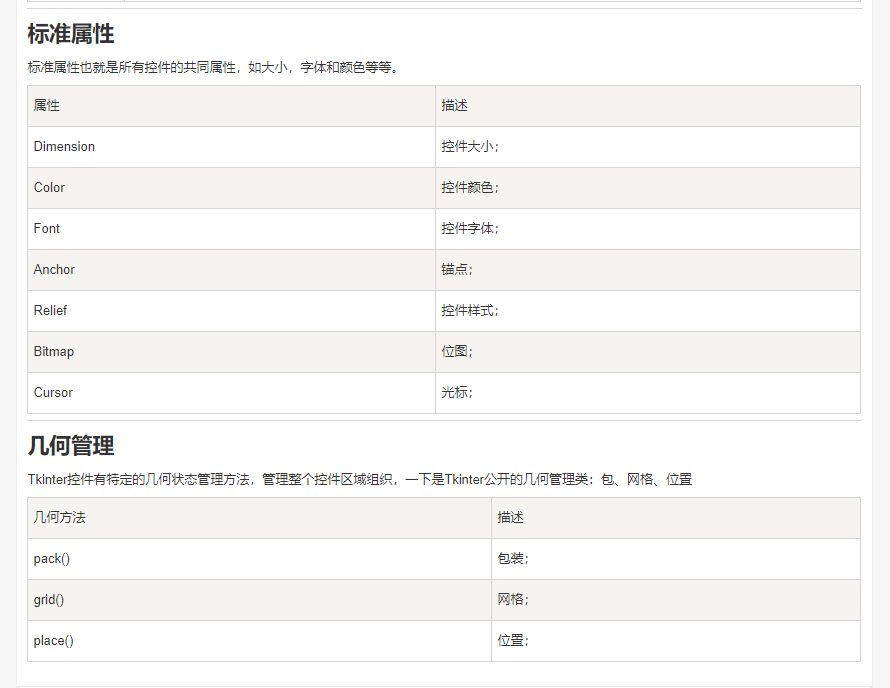 标准属性
标准属性也就是所有控件的共同属性，如大小，字体和颜色等等。
属性 描述
Dimension 控件大小；
Color 控件颜色；
Font 控件字体；
Anchor 锚点；
Relief 控件样式；
Bitmap 位图；
Cursor 光标；
几何管理
Tkinter控件有特定的几何状态管理方法，管理整个控件区域组织，一下是Tkinter公开的几何管理类：包、网格、位置
几何方法 描述
pack() 包装；
grid() 网格；
place() 位置；